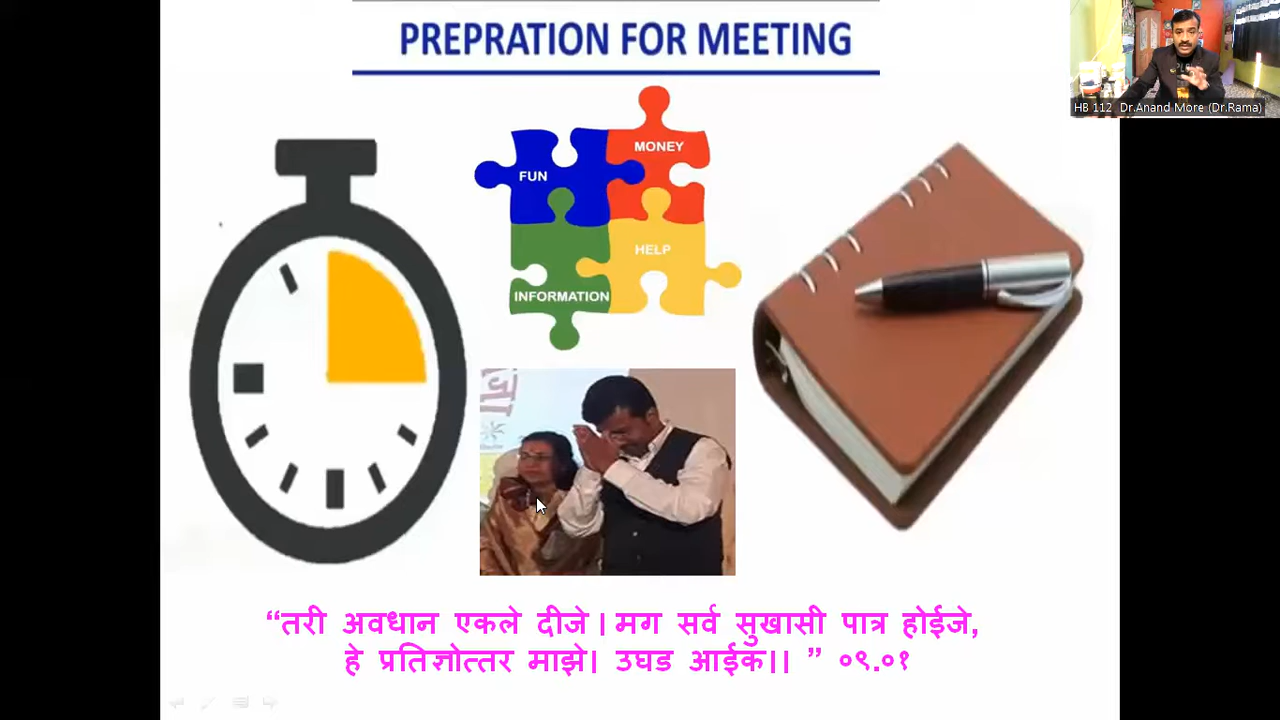 PREPRATION FOR MEETING
HB 112 Dr.Anand More (Dr.Rama)
MONEY
FUN
HELP
INFORMATION
“तरी अवधान एकले दीजे। मग सर्व सुखासी पात्र होईजे,
हे प्रतिज्ञोत्तर माझे। उघड आईक।। ” ०९.०१